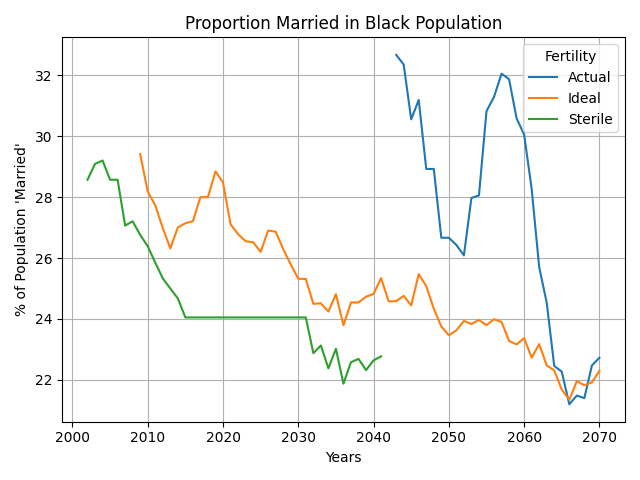 Proportion Married in Black Population
% of Population 'Married'
32
30
28
26
24
22
Fertility
Actual
Ideal
Sterile
2000 2010 2020 2030 2040 2050 2060 2070
Years